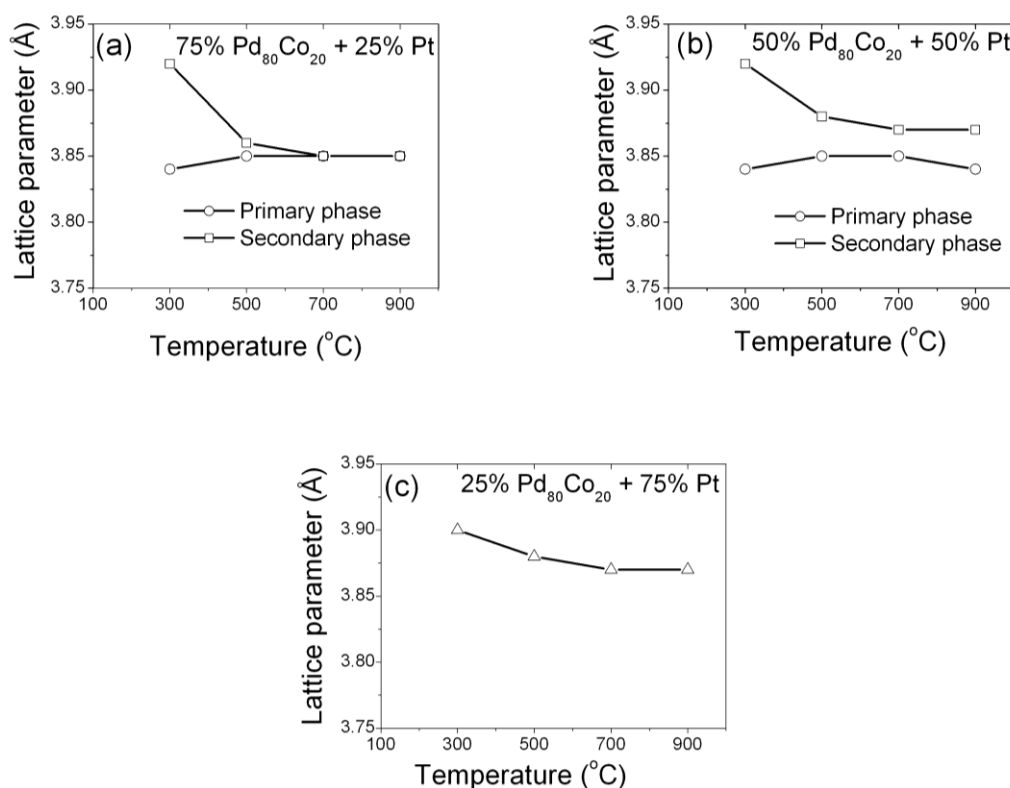 (a) 75% Pd₈₀Co₂₀ + 25% Pt
Lattice parameter (Å)
3.95
3.90
3.85
3.80
3.75
Primary phase
Secondary phase
100 300 500 700 900
Temperature (°C)
(b) 50% Pd₈₀Co₂₀ + 50% Pt
Lattice parameter (Å)
3.95
3.90
3.85
3.80
3.75
Primary phase
Secondary phase
100 300 500 700 900
Temperature (°C)
(c) 25% Pd₈₀Co₂₀ + 75% Pt
Lattice parameter (Å)
3.95
3.90
3.85
3.80
3.75
100 300 500 700 900
Temperature (°C)